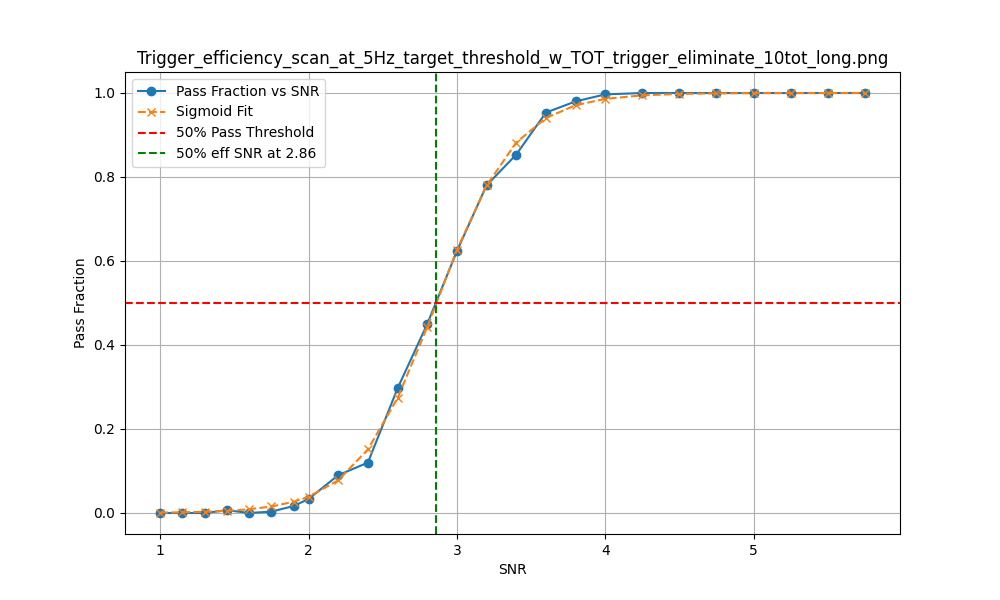 Trigger_efficiency_scan_at_5Hz_target_threshold_w_TOT_trigger_eliminate_10tot_long.png
Pass Fraction vs SNR
Sigmoid Fit
50% Pass Threshold
50% eff SNR at 2.86
Pass Fraction
1.0
0.8
0.6
0.4
0.2
0.0
1 2 3 4 5
SNR